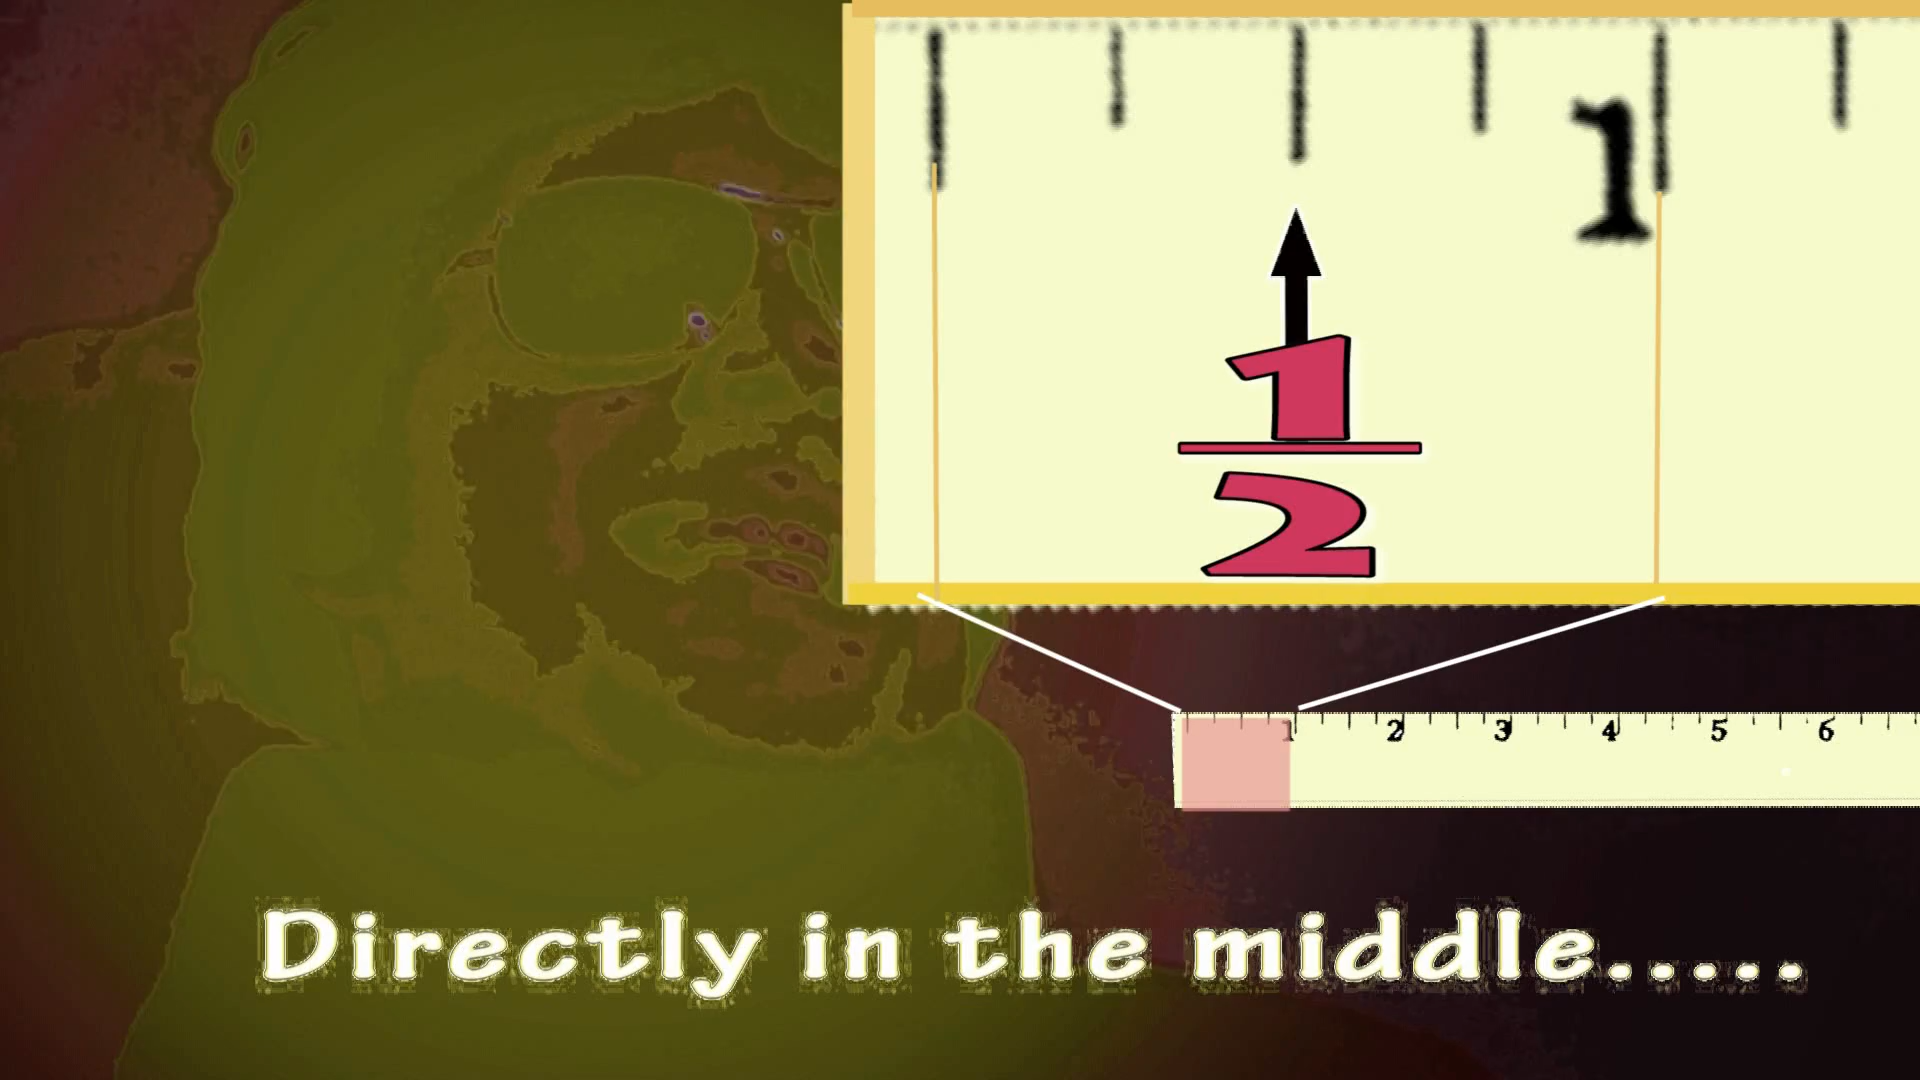 1
1
2
1 2 3 4 5 6
Directly in the middle.....